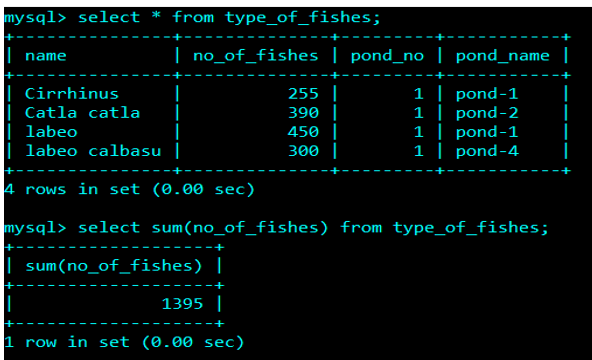 mysql> select * from type_of_fishes;
+---------------+--------------+---------+-----------+
| name | no_of_fishes | pond_no | pond_name |
+---------------+--------------+---------+-----------+
| Cirrhinus | 255 | 1 | pond-1 |
| Catla catla | 390 | 1 | pond-2 |
| labeo | 450 | 1 | pond-1 |
| labeo calbasu | 300 | 1 | pond-4 |
+---------------+--------------+---------+-----------+
4 rows in set (0.00 sec)
mysql> select sum(no_of_fishes) from type_of_fishes;
+-------------------+
| sum(no_of_fishes) |
+-------------------+
| 1395 |
+-------------------+
1 row in set (0.00 sec)